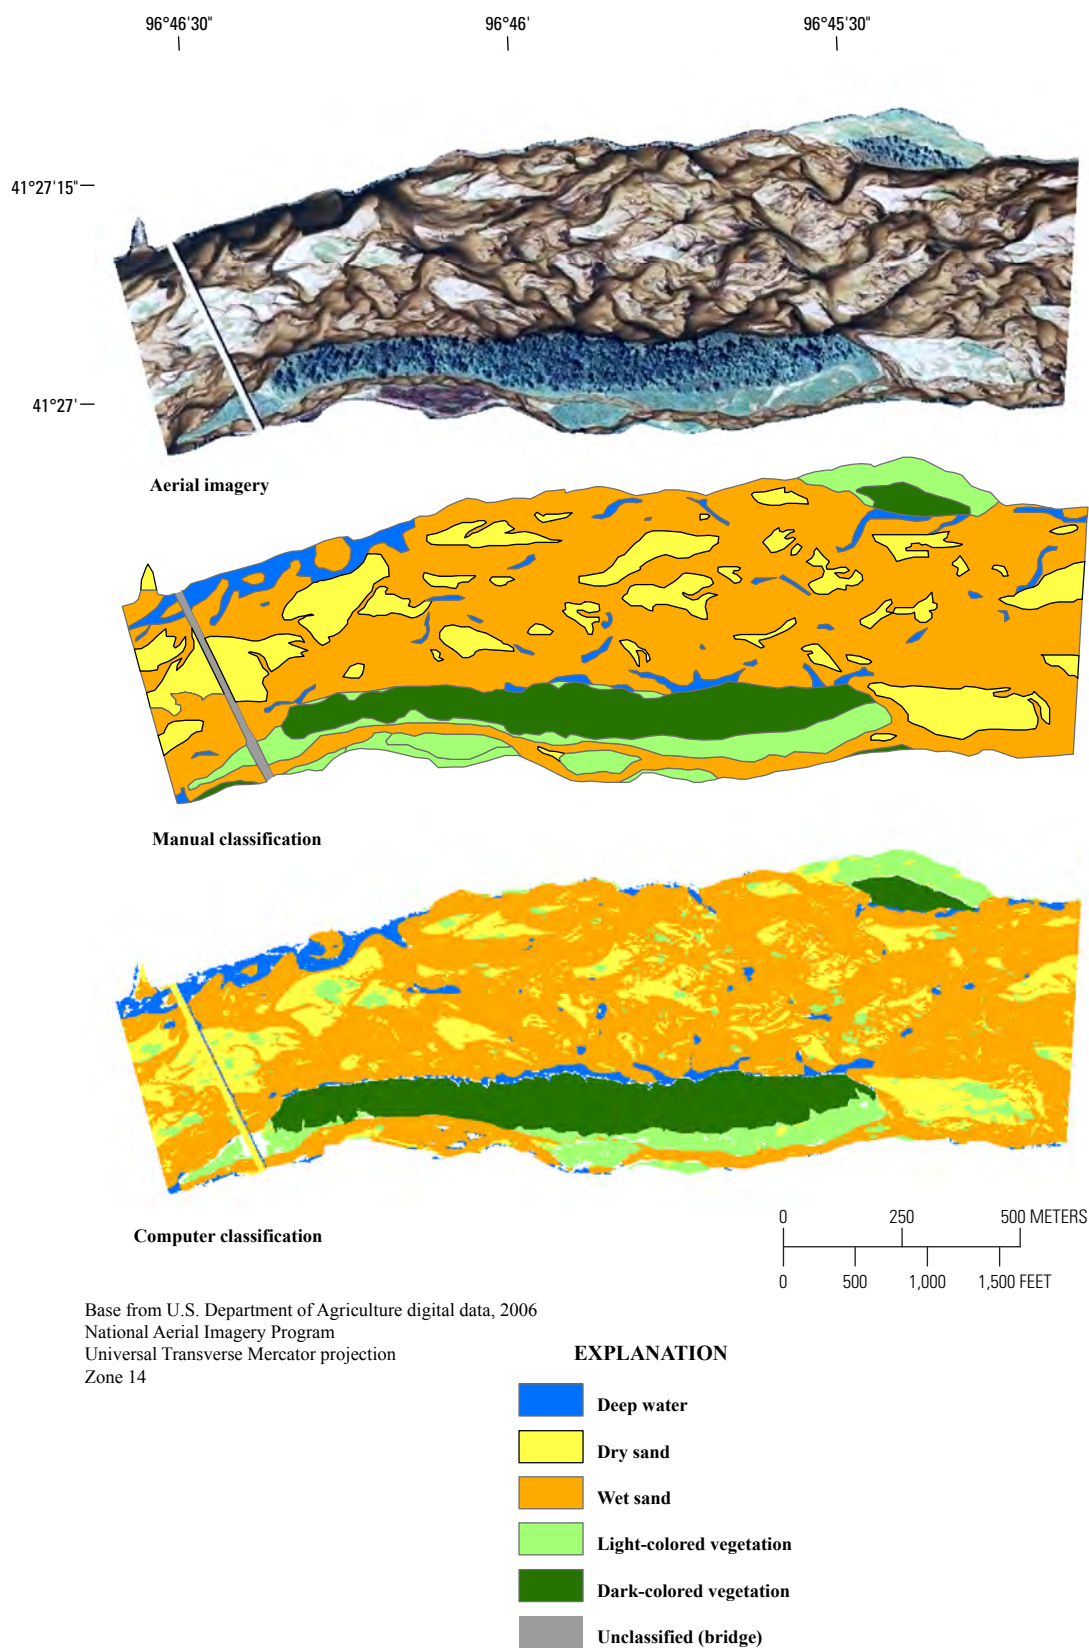 96°46'30"
96°46'
96°45'30"
41°27'15"
41°27'
Aerial imagery
Manual classification
Computer classification
0 250 500 METERS
0 500 1,000 1,500 FEET
Base from U.S. Department of Agriculture digital data, 2006
National Aerial Imagery Program
Universal Transverse Mercator projection
Zone 14
EXPLANATION
Deep water
Dry sand
Wet sand
Light-colored vegetation
Dark-colored vegetation
Unclassified (bridge)